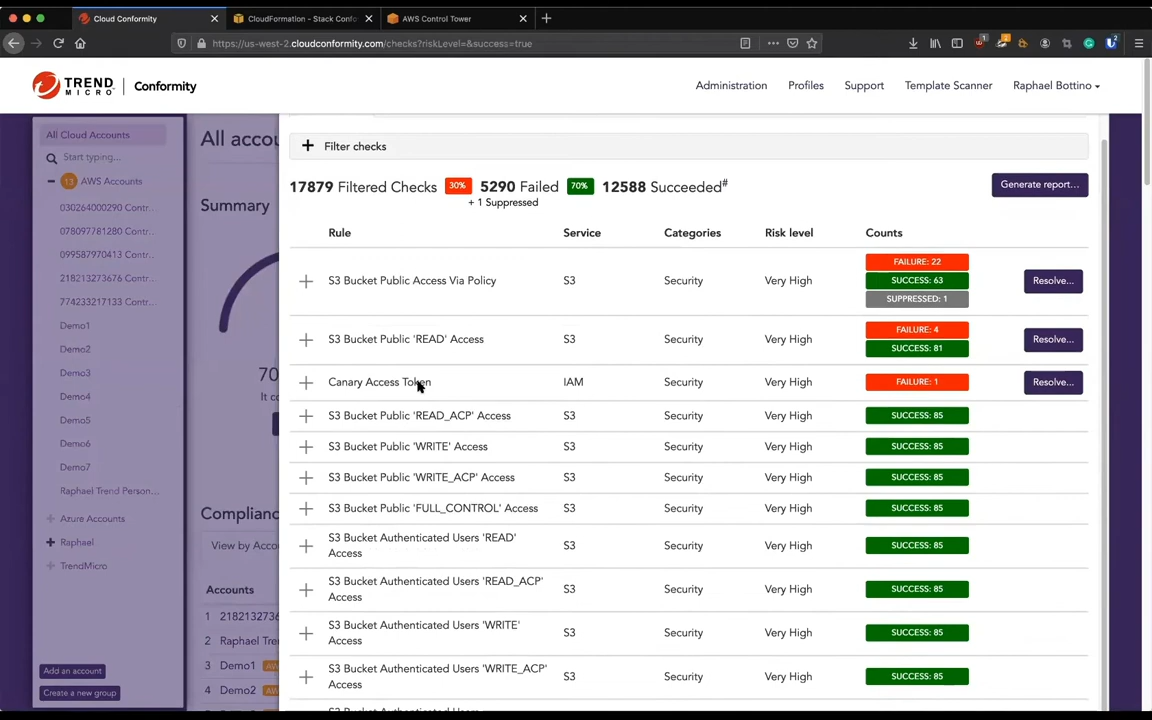 Cloud Conformity
CloudFormation - Stack Confo
AWS Control Tower
https://us-west-2.cloudconformity.com/checks?riskLevel=&success=true
1
2
TREND MICRO | Conformity
Administration
Profiles
Support
Template Scanner
Raphael Bottino
All Cloud Accounts
Start typing...
13 AWS Accounts
030264000290 Contr...
078097781280 Contr...
099587970413 Contr...
218213273676 Contr...
774233217133 Contr...
Demo1
Demo2
Demo3
Demo4
Demo5
Demo6
Demo7
Raphael Trend Person...
Azure Accounts
Raphael
TrendMicro
Add an account
Create a new group
All accou
Summary
70
It co
Complianc
View by Acco
Accounts
1 2182132736
2 Raphael Tre
3 Demo1
4 Demo2
Filter checks
17879 Filtered Checks 30% 5290 Failed 70% 12588 Succeeded#
+ 1 Suppressed
Generate report...
Rule Service Categories Risk level Counts
S3 Bucket Public Access Via Policy S3 Security Very High FAILURE: 22
SUCCESS: 63
SUPPRESSED: 1
Resolve...
S3 Bucket Public 'READ' Access S3 Security Very High FAILURE: 4
SUCCESS: 81
Resolve...
Canary Access Token IAM Security Very High FAILURE: 1 Resolve...
S3 Bucket Public 'READ_ACP' Access S3 Security Very High SUCCESS: 85
S3 Bucket Public 'WRITE' Access S3 Security Very High SUCCESS: 85
S3 Bucket Public 'WRITE_ACP' Access S3 Security Very High SUCCESS: 85
S3 Bucket Public 'FULL_CONTROL' Access S3 Security Very High SUCCESS: 85
S3 Bucket Authenticated Users 'READ'
Access S3 Security Very High SUCCESS: 85
S3 Bucket Authenticated Users 'READ_ACP'
Access S3 Security Very High SUCCESS: 85
S3 Bucket Authenticated Users 'WRITE'
Access S3 Security Very High SUCCESS: 85
S3 Bucket Authenticated Users 'WRITE_ACP'
Access S3 Security Very High SUCCESS: 85